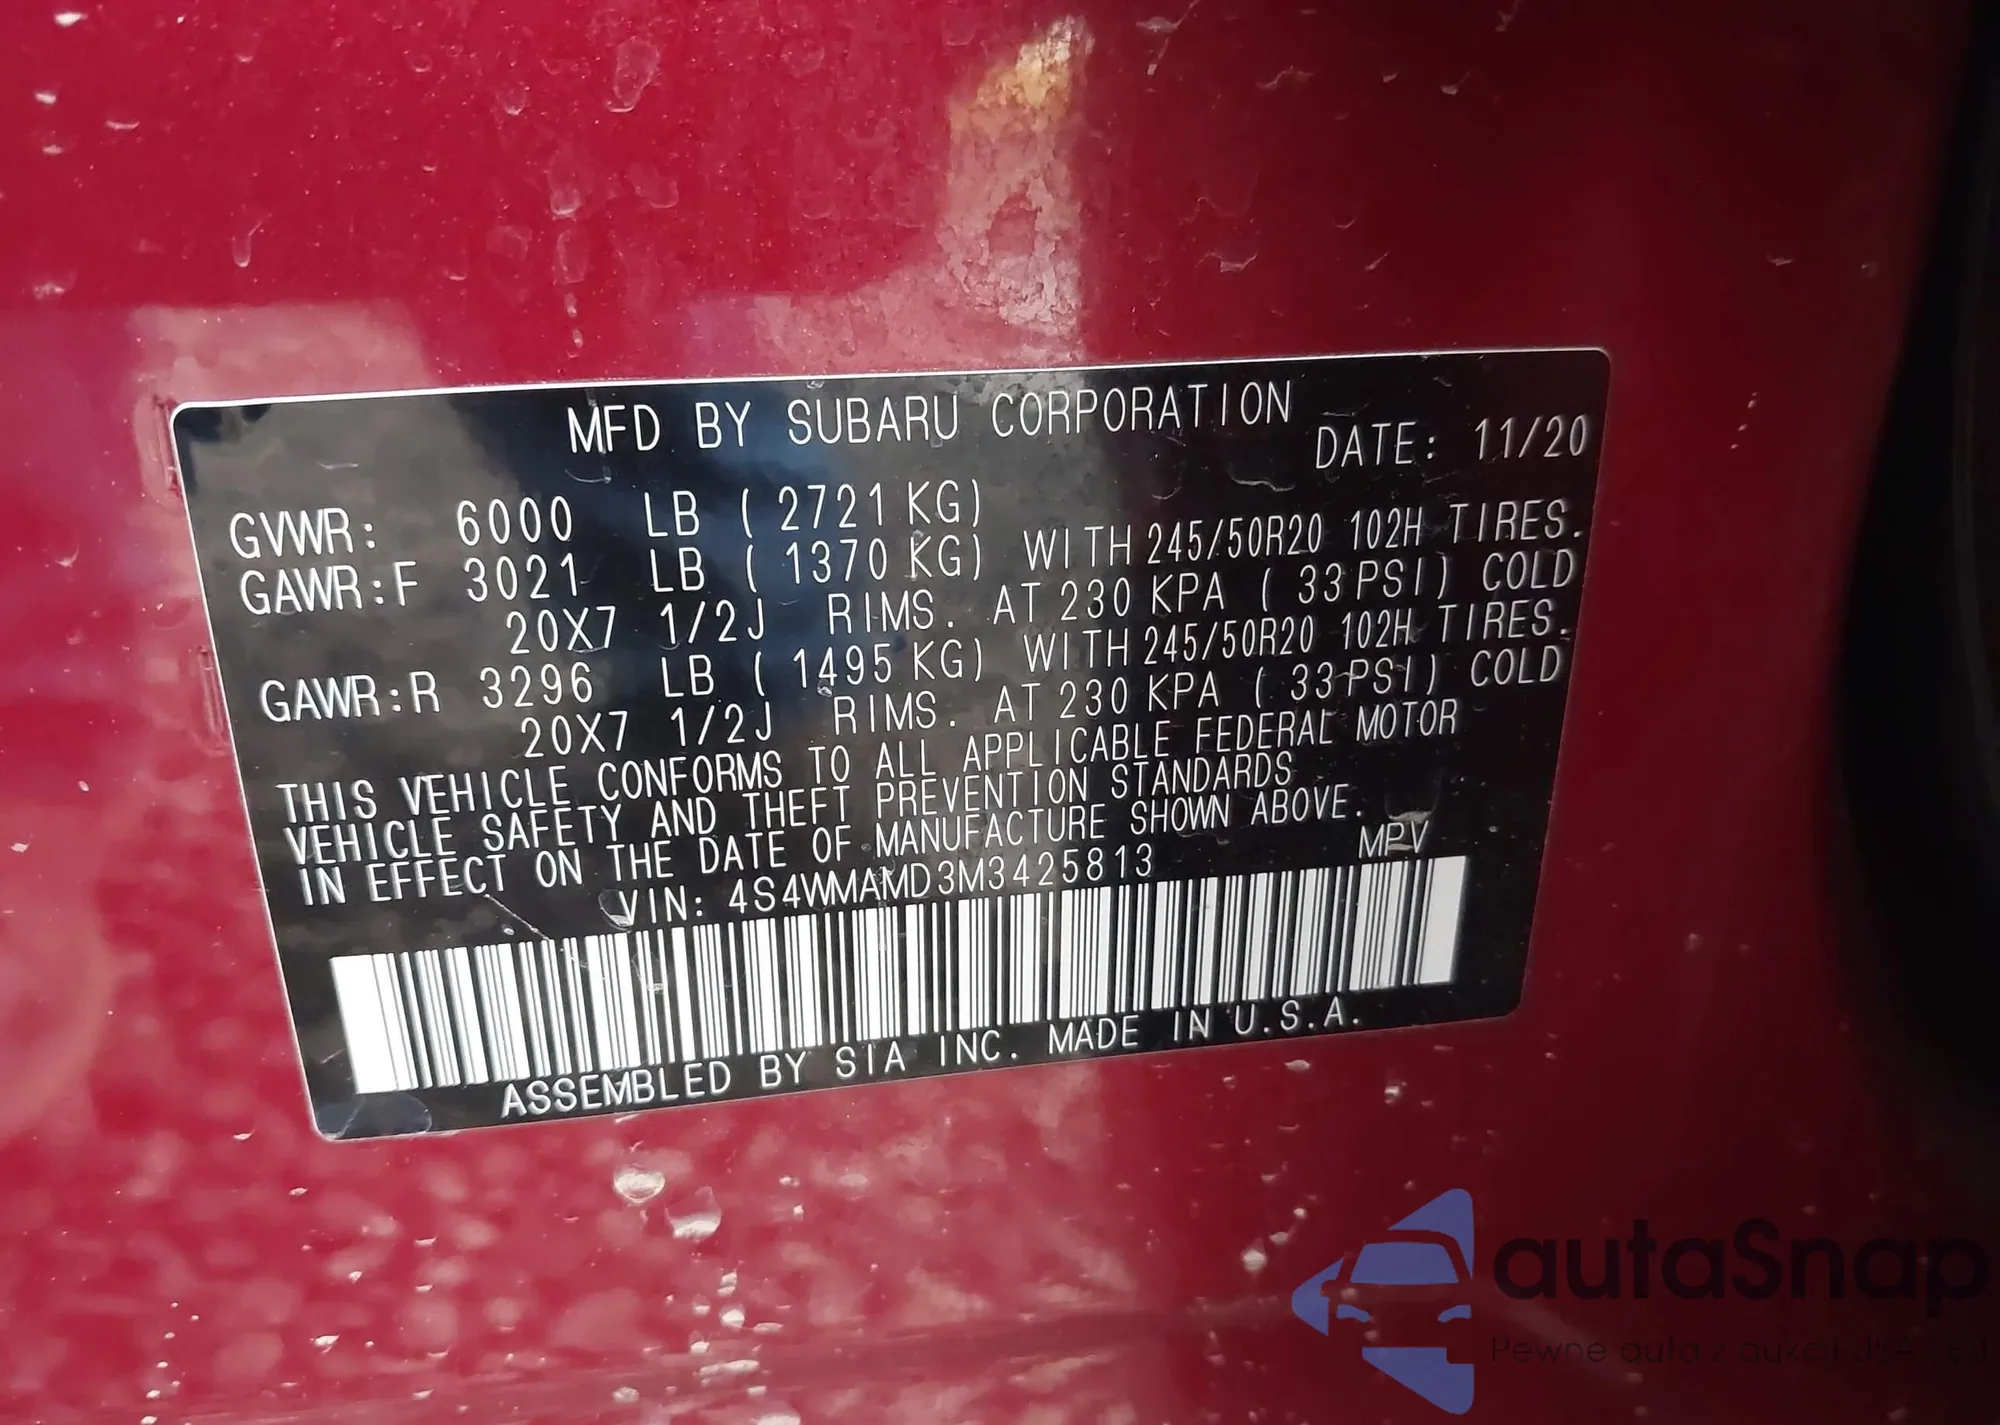 MFD BY SUBARU CORPORATION
DATE: 11/20
GVWR: 6000 LB ( 2721 KG)
GAWR:F 3021 LB ( 1370 KG) WITH 245/50R20 102H TIRES.
20X7 1/2J RIMS. AT 230 KPA ( 33 PSI) COLD
GAWR:R 3296 LB ( 1495 KG) WITH 245/50R20 102H TIRES.
20X7 1/2J RIMS. AT 230 KPA ( 33 PSI) COLD
THIS VEHICLE CONFORMS TO ALL APPLICABLE FEDERAL MOTOR
VEHICLE SAFETY AND THEFT PREVENTION STANDARDS
IN EFFECT ON THE DATE OF MANUFACTURE SHOWN ABOVE.
VIN: 4S4WMAMD3M3425813 MPV
ASSEMBLED BY SIA INC. MADE IN U.S.A.
autaSnap
Pewne auta z aukcji